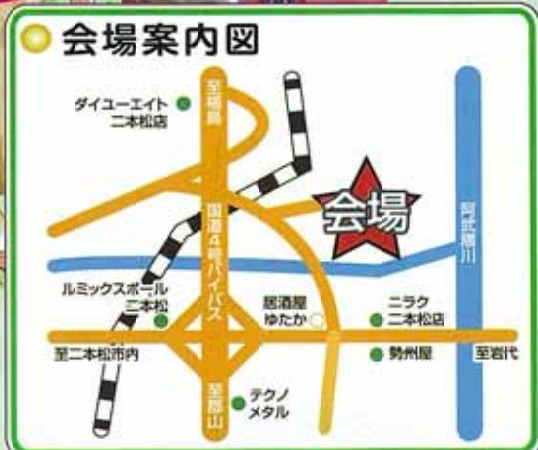 会場案内図
至福島
ダイユーエイト
二本松店
会場
国道4号バイパス
阿武隈川
ルミックスポール
二本松
居酒屋
ゆたか
ニラク
二本松店
至二本松市内
勢州屋
至岩代
至郡山
テクノ
メタル